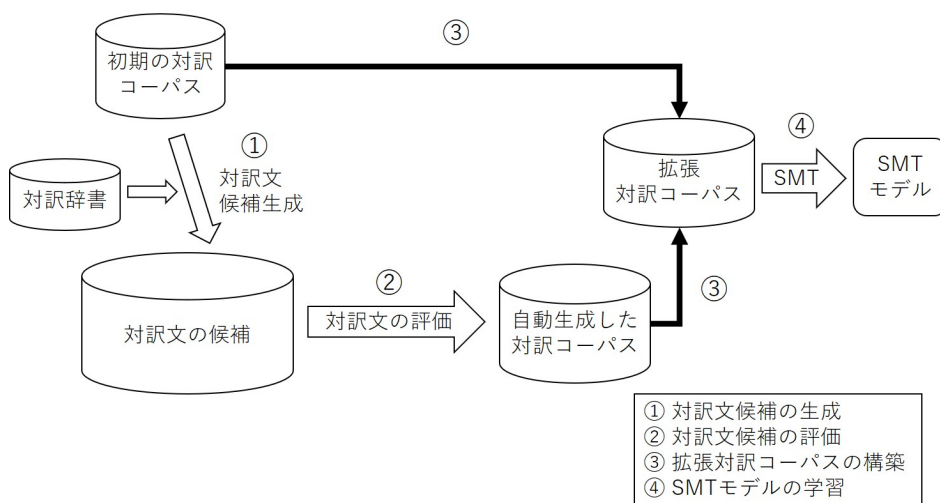 ③
初期の対訳
コーパス
①
対訳文
候補生成
対訳辞書
④
拡張
対訳コーパス
SMT
SMT
モデル
対訳文の候補
②
対訳文の評価
自動生成した
対訳コーパス
③
① 対訳文候補の生成
② 対訳文候補の評価
③ 拡張対訳コーパスの構築
④ SMTモデルの学習